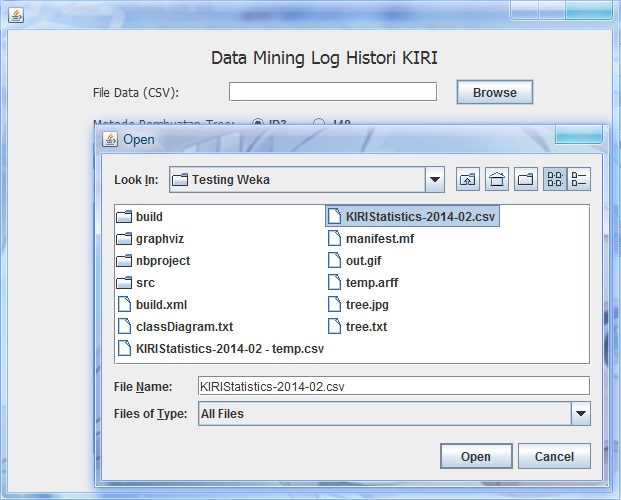 Data Mining Log Histori KIRI
File Data (CSV):
Browse
Metode Pembuatan Tree:
ID3
J48
Open
Look In:
Testing Weka
build
graphviz
nbproject
src
build.xml
classDiagram.txt
KIRIStatistics-2014-02 - temp.csv
KIRIStatistics-2014-02.csv
manifest.mf
out.gif
temp.arff
tree.jpg
tree.txt
File Name:
KIRIStatistics-2014-02.csv
Files of Type:
All Files
Open
Cancel